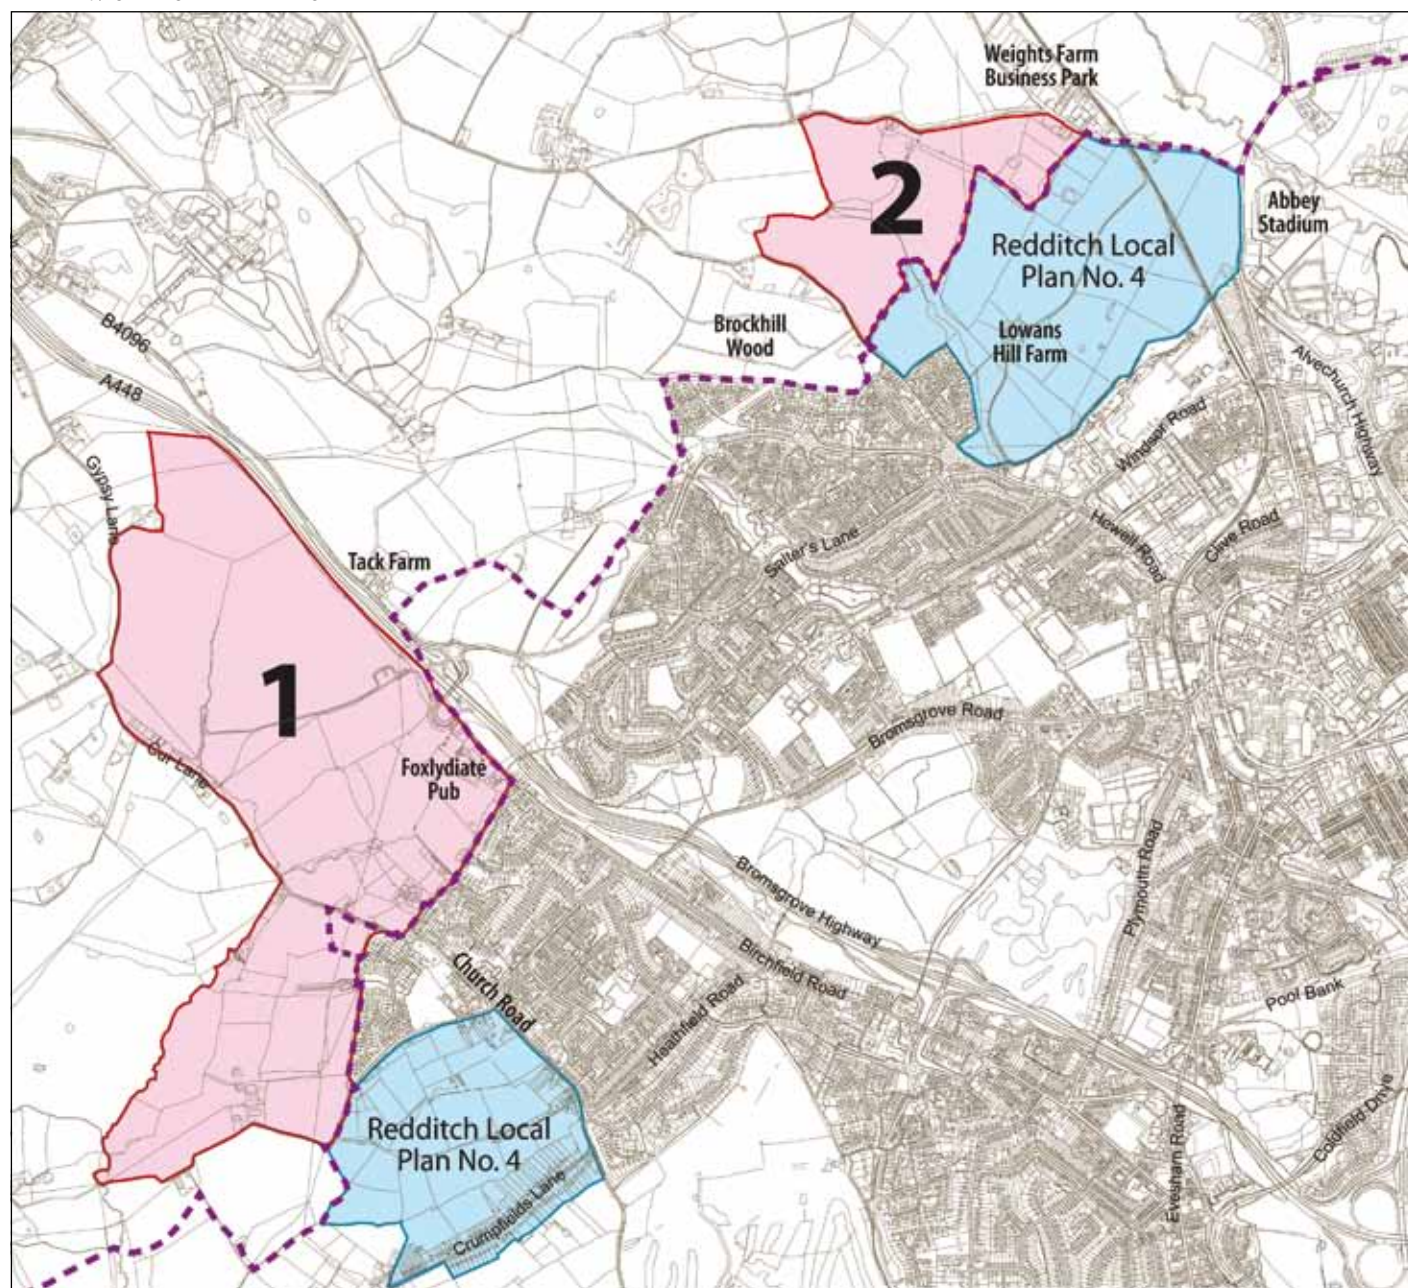 Weights Farm
Business Park
2
Abbey
Stadium
Redditch Local
Plan No. 4
Brockhill
Wood
Lowans
Hill Farm
B4096
A448
Alvechurch Highway
Windsor Road
Gypsy Lane
Hewell Road
Clive Road
Salter's Lane
Tack Farm
1
Bromsgrove Road
Cur Lane
Foxlydiate
Pub
Plymouth Road
Bromsgrove Highway
Birchfield Road
Church Road
Heathfield Road
Pool Bank
Redditch Local
Plan No. 4
Crumpfields Lane
Evesham Road
Coldfield Drive